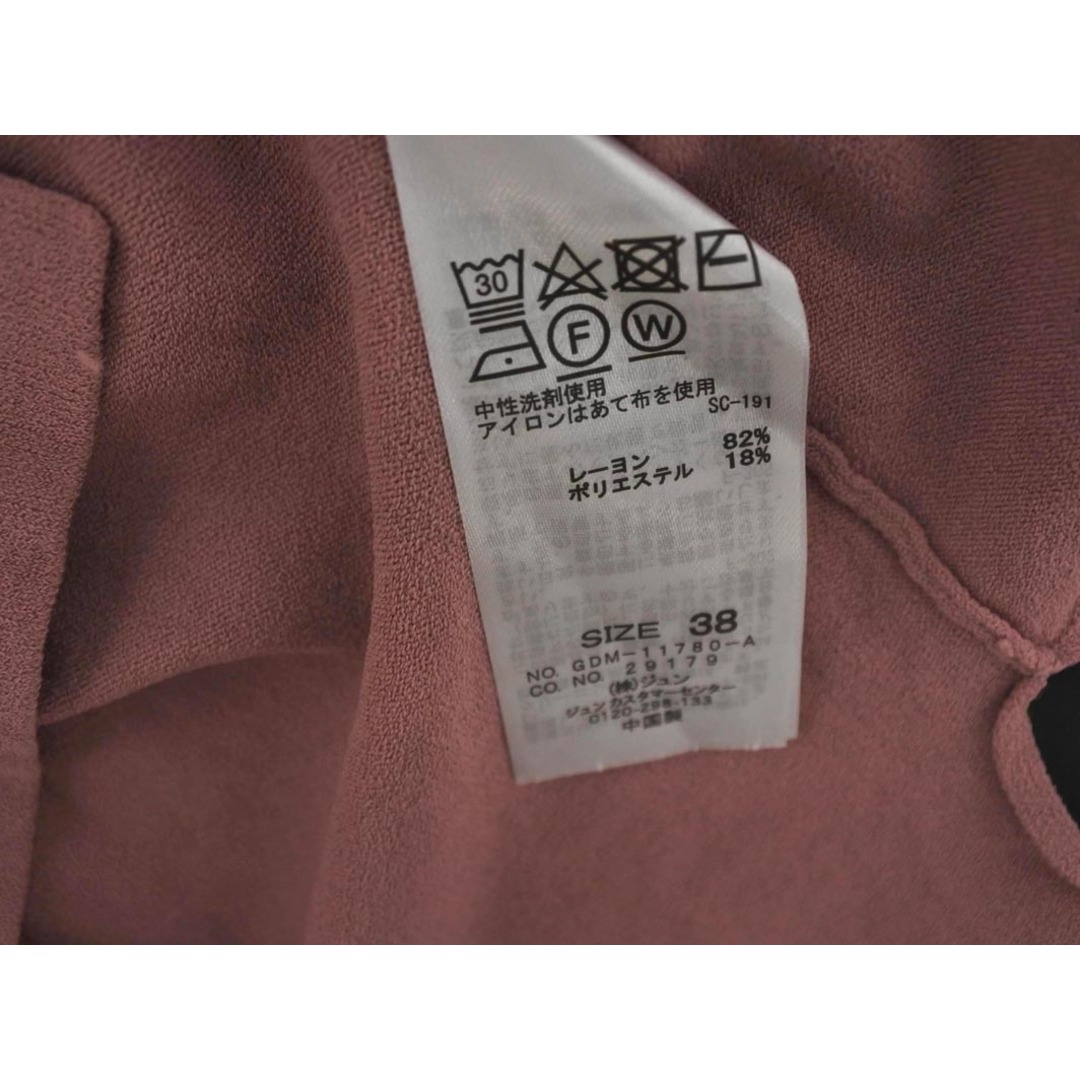 30
F W
中性洗剤使用
アイロンはあて布を使用
SC-191
レーヨン 82%
ポリエステル 18%
SIZE 38
NO. GDM-11780-A
CO. NO. 29179
(株)ジュン
ジュンカスタマーセンター
0120-298-133
中国製